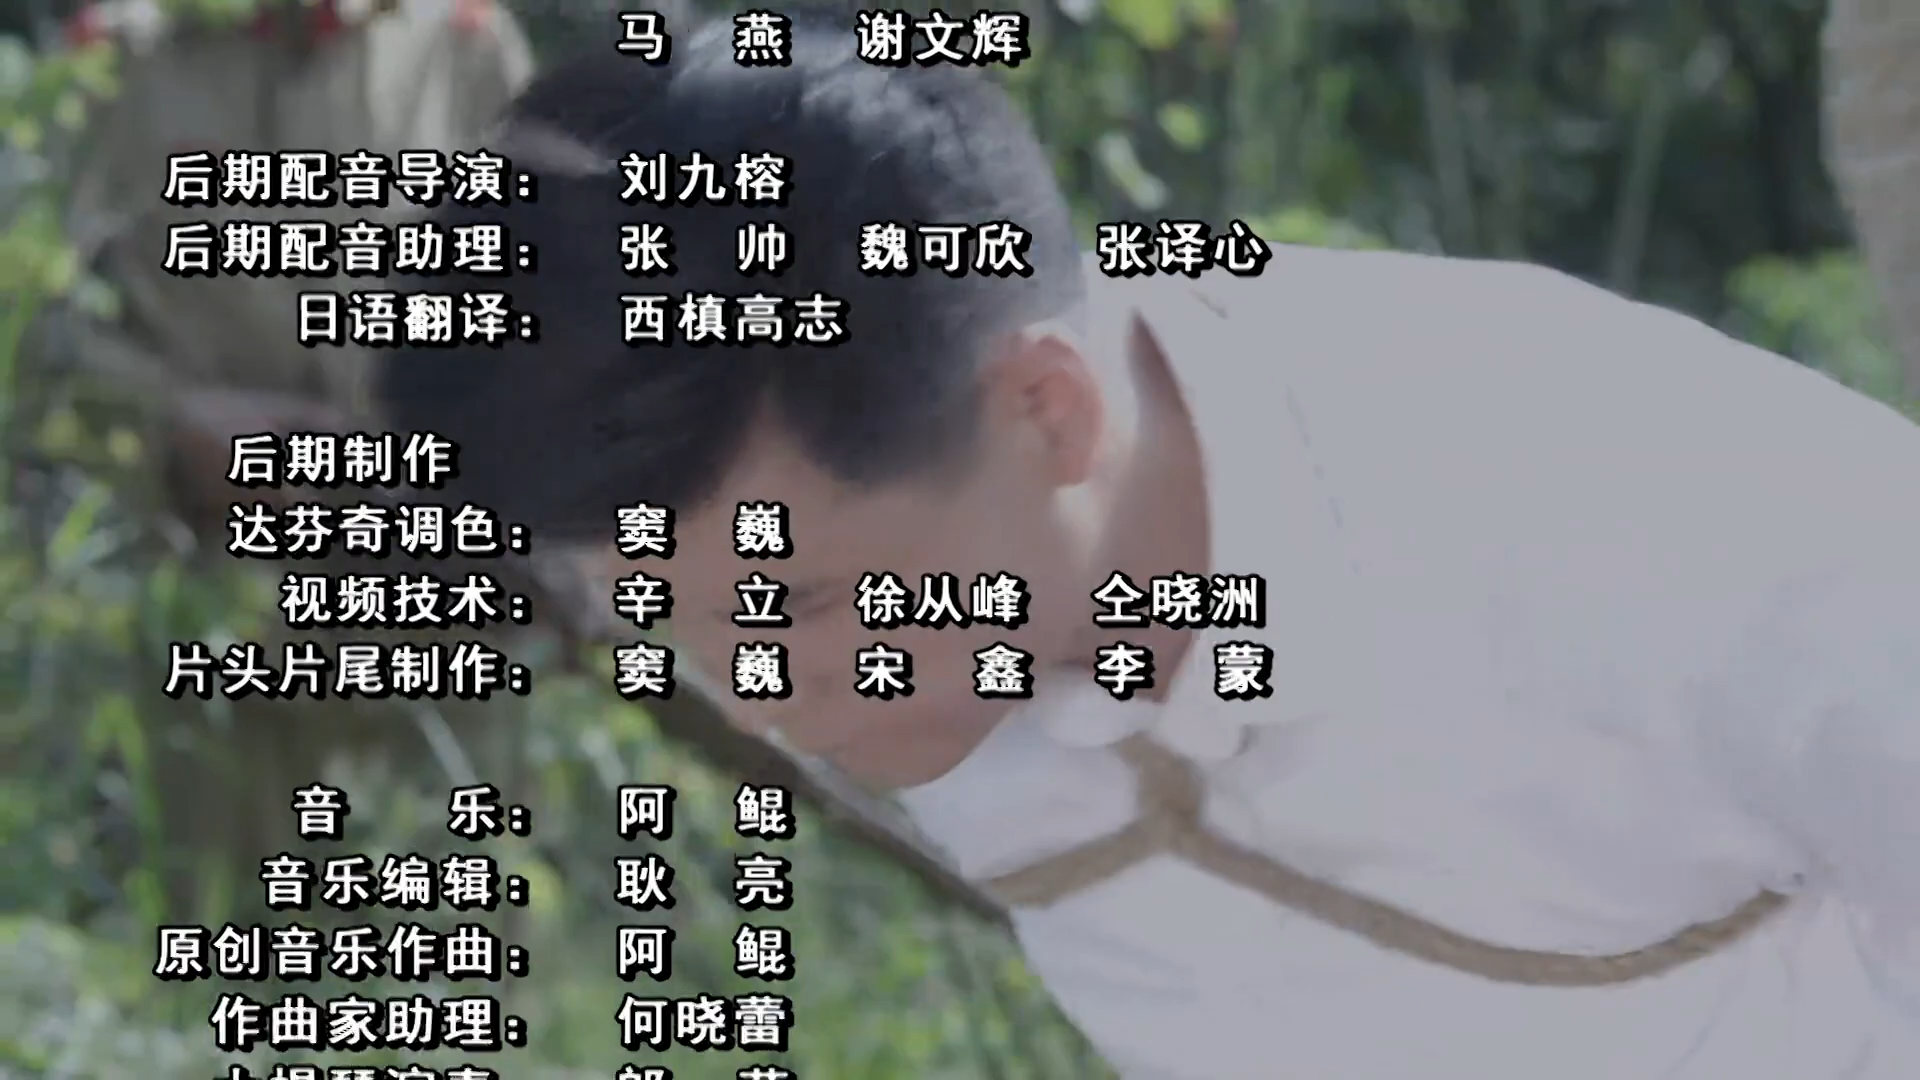 马 燕 谢文辉
后期配音导演： 刘九榕
后期配音助理： 张 帅 魏可欣 张译心
日语翻译： 西槙高志
后期制作
达芬奇调色： 窦 巍
视频技术： 辛 立 徐从峰 仝晓洲
片头片尾制作： 窦 巍 宋 鑫 李 蒙
音 乐： 阿 鲲
音乐编辑： 耿 亮
原创音乐作曲： 阿 鲲
作曲家助理： 何晓蕾